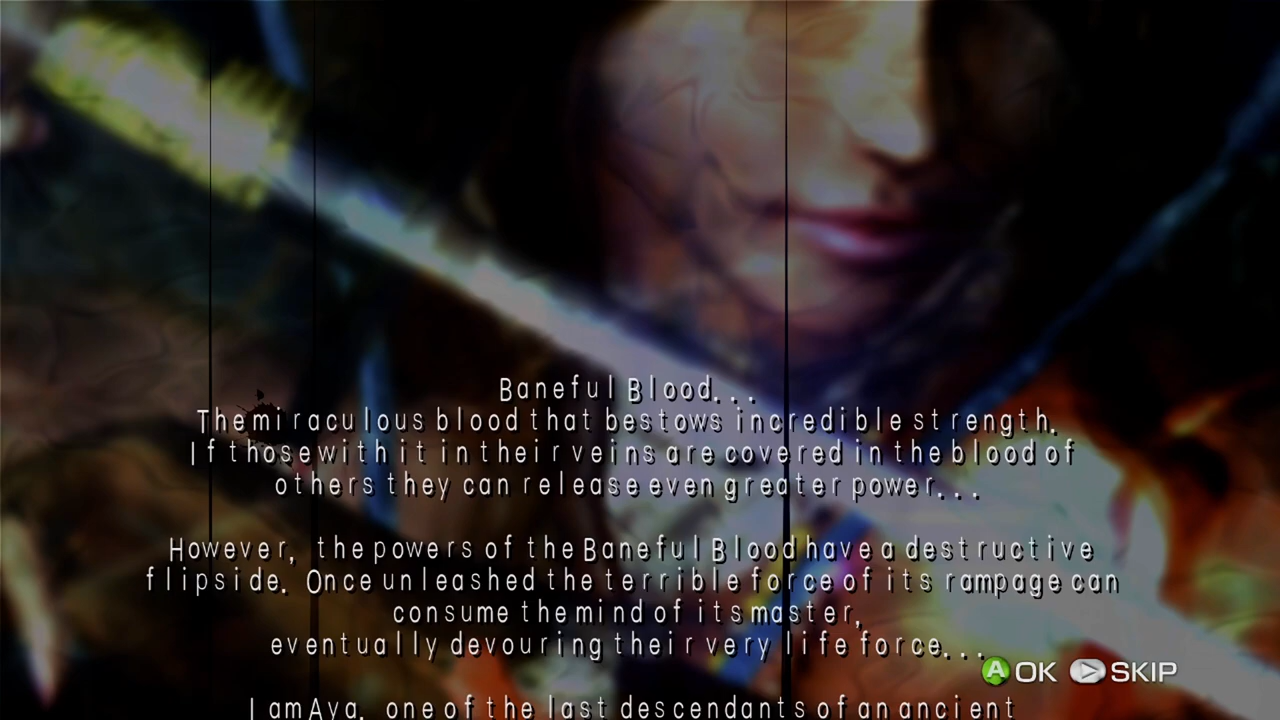 Baneful Blood...
The miraculous blood that bestows incredible strength.
If those with it in their veins are covered in the blood of
others they can release even greater power...
However, the powers of the Baneful Blood have a destructive
flipside. Once unleashed the terrible force of its rampage can
consume the mind of its master,
eventually devouring their very life force...
A OK SKIP
I am Aya, one of the last descendants of an ancient